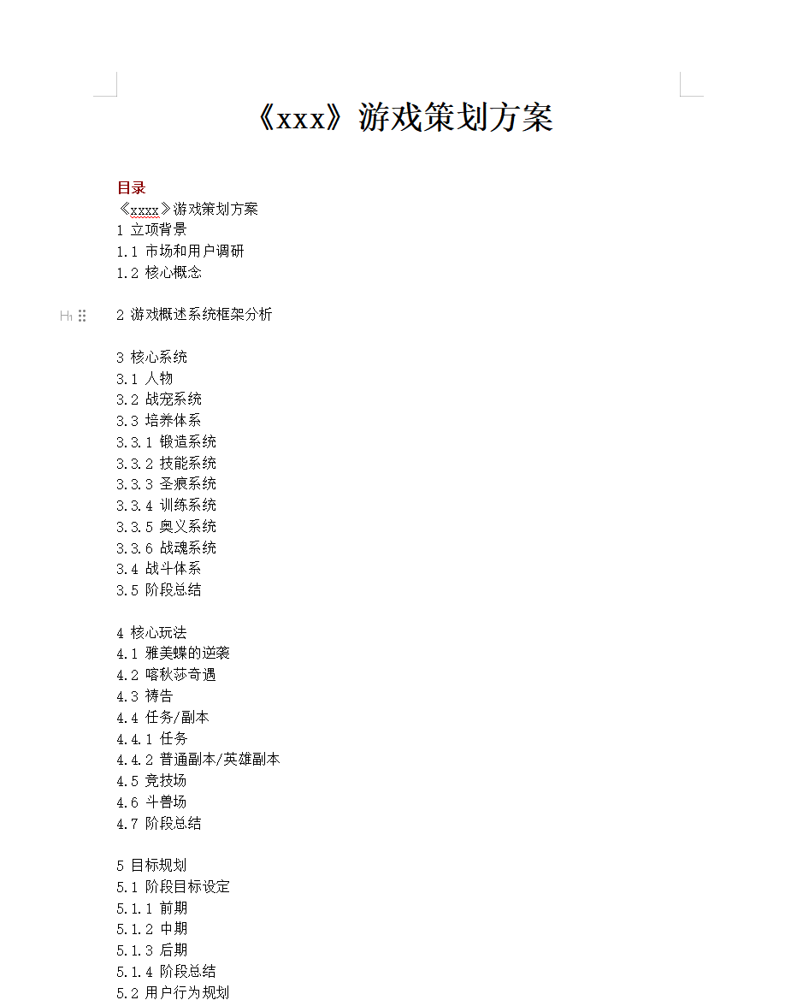 《xxx》游戏策划方案
目录
《xxxx》游戏策划方案
1 立项背景
1.1 市场和用户调研
1.2 核心概念
H1
2 游戏概述系统框架分析
3 核心系统
3.1 人物
3.2 战宠系统
3.3 培养体系
3.3.1 锻造系统
3.3.2 技能系统
3.3.3 圣痕系统
3.3.4 训练系统
3.3.5 奥义系统
3.3.6 战魂系统
3.4 战斗体系
3.5 阶段总结
4 核心玩法
4.1 雅美蝶的逆袭
4.2 喀秋莎奇遇
4.3 祷告
4.4 任务/副本
4.4.1 任务
4.4.2 普通副本/英雄副本
4.5 竞技场
4.6 斗兽场
4.7 阶段总结
5 目标规划
5.1 阶段目标设定
5.1.1 前期
5.1.2 中期
5.1.3 后期
5.1.4 阶段总结
5.2 用户行为规划